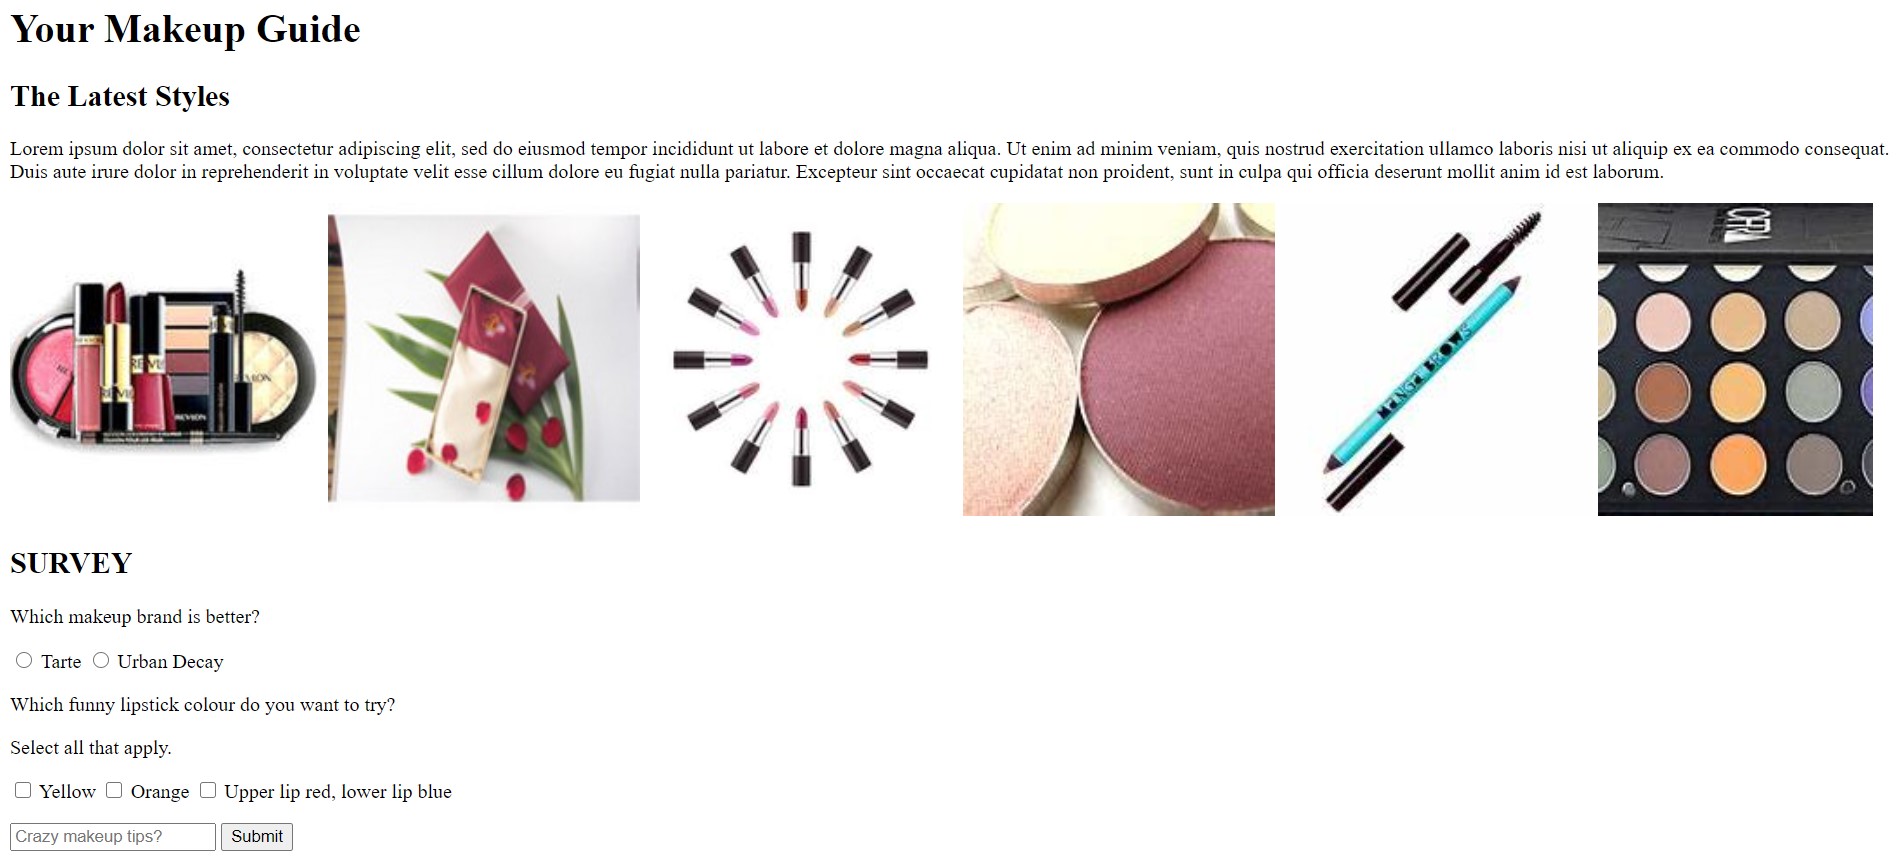 Your Makeup Guide
The Latest Styles
Lorem ipsum dolor sit amet, consectetur adipiscing elit, sed do eiusmod tempor incididunt ut labore et dolore magna aliqua. Ut enim ad minim veniam, quis nostrud exercitation ullamco laboris nisi ut aliquip ex ea commodo consequat.
Duis aute irure dolor in reprehenderit in voluptate velit esse cillum dolore eu fugiat nulla pariatur. Excepteur sint occaecat cupidatat non proident, sunt in culpa qui officia deserunt mollit anim id est laborum.
REVLON
MANGA BROWS
OFRA
SURVEY
Which makeup brand is better?
Tarte Urban Decay
Which funny lipstick colour do you want to try?
Select all that apply.
Yellow Orange Upper lip red, lower lip blue
Crazy makeup tips? Submit